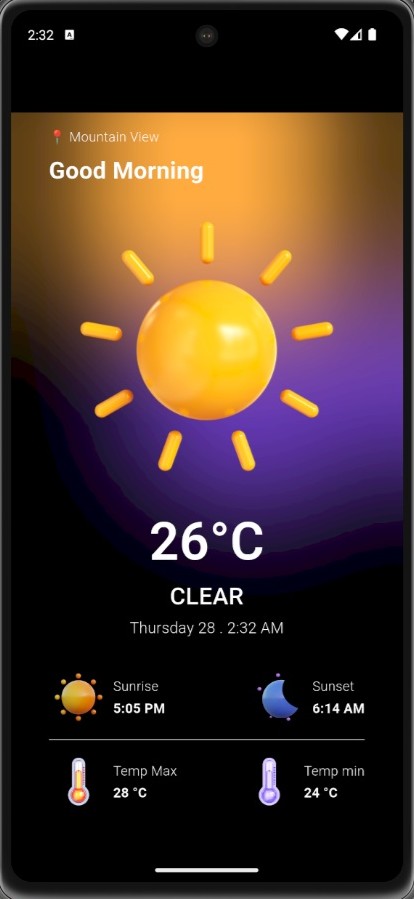 2:32 A
📍 Mountain View
Good Morning
26°C
CLEAR
Thursday 28 . 2:32 AM
Sunrise
5:05 PM
Sunset
6:14 AM
Temp Max
28 °C
Temp min
24 °C